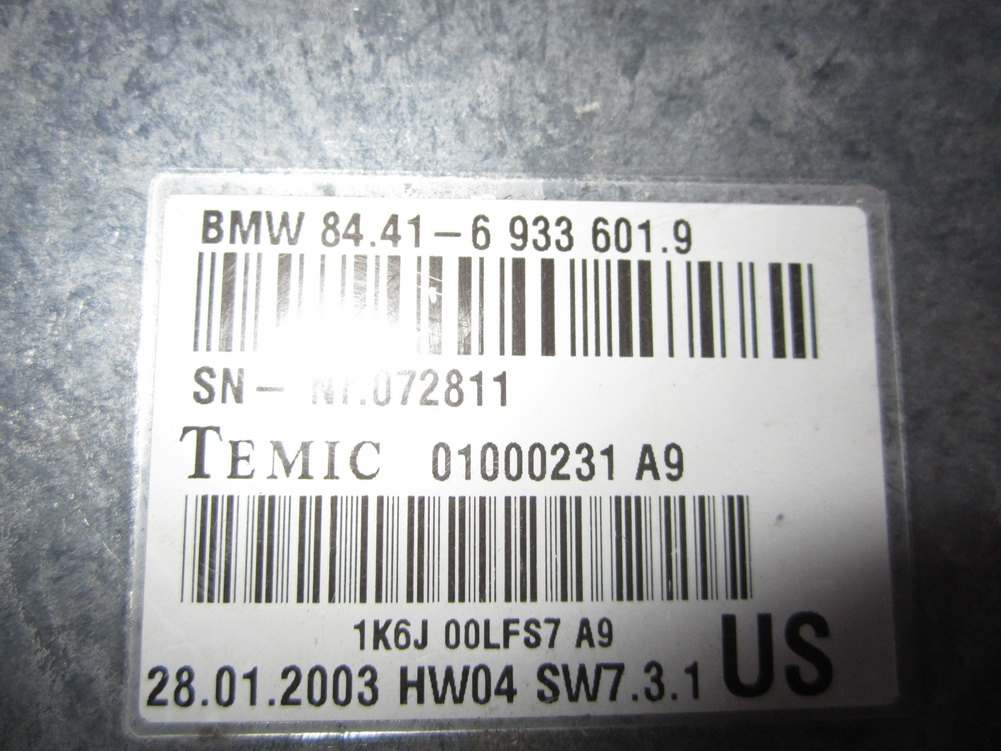 BMW 84.41-6 933 601.9
SN- Nr.072811
TEMIC 01000231 A9
1K6J 00LFS7 A9
US
28.01.2003 HW04 SW7.3.1